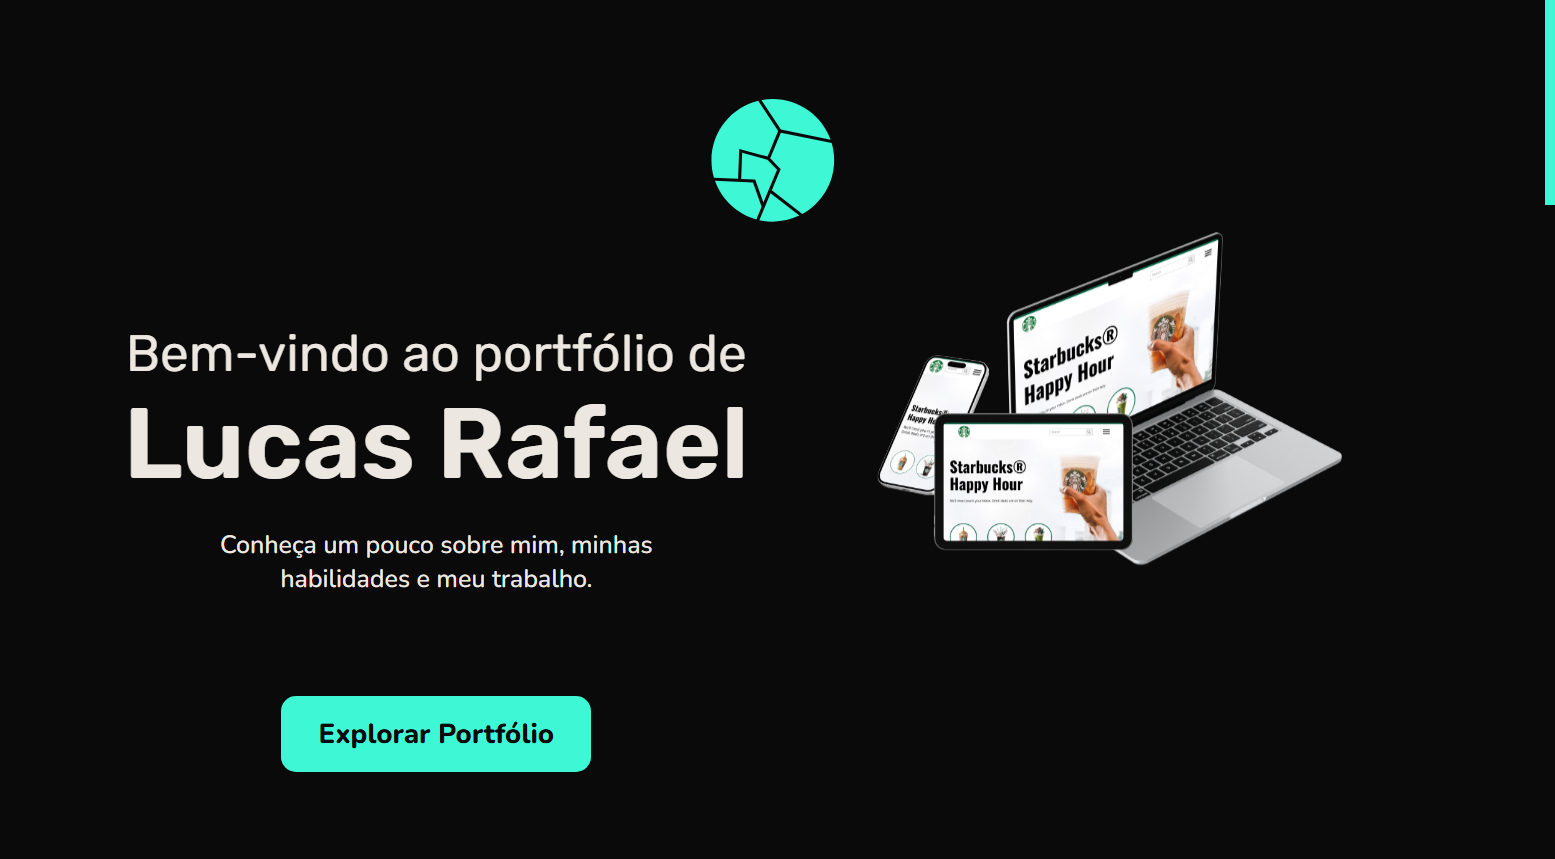 Bem-vindo ao portfólio de
Lucas Rafael
Conheça um pouco sobre mim, minhas
habilidades e meu trabalho.
Explorar Portfólio
Starbucks®
Happy Hour
Starbucks®
Happy
Starbucks®
Happy Hour